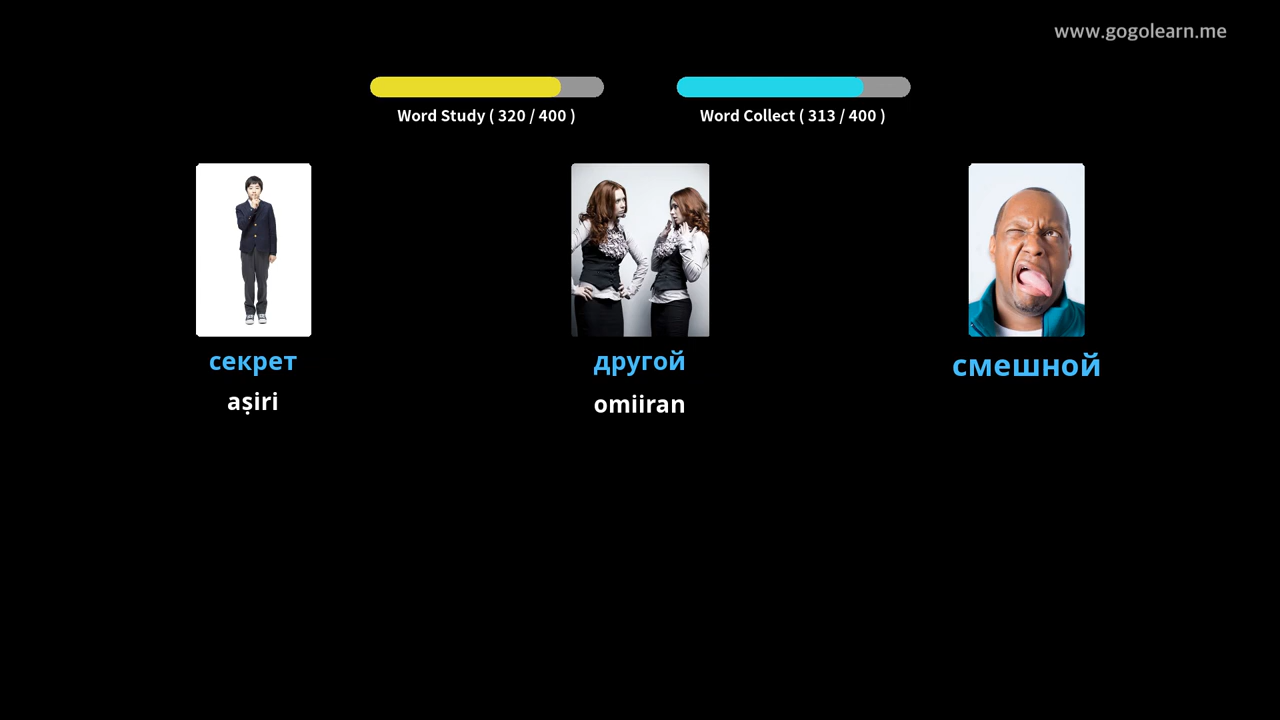 www.gogolearn.me
Word Study ( 320 / 400 )
Word Collect ( 313 / 400 )
секрет
другой
смешной
aṣiri
omiiran